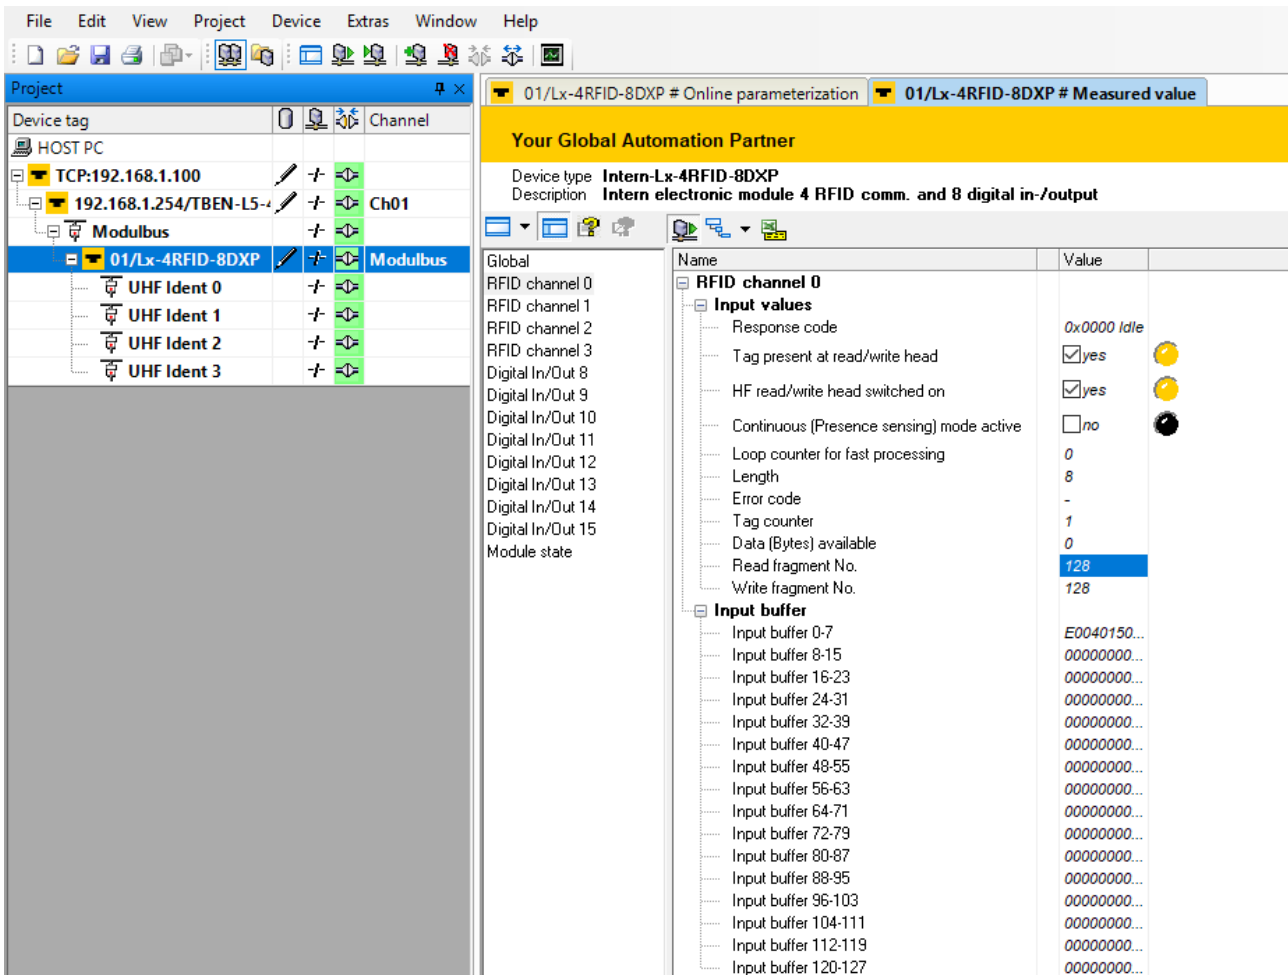 File Edit View Project Device Extras Window Help
Project
Device tag Channel
HOST PC
TCP:192.168.1.100
192.168.1.254/TBEN-L5-4 Ch01
Modulbus
01/Lx-4RFID-8DXP Modulbus
UHF Ident 0
UHF Ident 1
UHF Ident 2
UHF Ident 3
01/Lx-4RFID-8DXP # Online parameterization
01/Lx-4RFID-8DXP # Measured value
Your Global Automation Partner
Device type Intern-Lx-4RFID-8DXP
Description Intern electronic module 4 RFID comm. and 8 digital in-/output
Global
RFID channel 0
RFID channel 1
RFID channel 2
RFID channel 3
Digital In/Out 8
Digital In/Out 9
Digital In/Out 10
Digital In/Out 11
Digital In/Out 12
Digital In/Out 13
Digital In/Out 14
Digital In/Out 15
Module state
Name Value
RFID channel 0
Input values
Response code 0x0000 Idle
Tag present at read/write head yes
HF read/write head switched on yes
Continuous (Presence sensing) mode active no
Loop counter for fast processing 0
Length 8
Error code -
Tag counter 1
Data (Bytes) available 0
Read fragment No. 128
Write fragment No. 128
Input buffer
Input buffer 0-7 E0040150...
Input buffer 8-15 00000000...
Input buffer 16-23 00000000...
Input buffer 24-31 00000000...
Input buffer 32-39 00000000...
Input buffer 40-47 00000000...
Input buffer 48-55 00000000...
Input buffer 56-63 00000000...
Input buffer 64-71 00000000...
Input buffer 72-79 00000000...
Input buffer 80-87 00000000...
Input buffer 88-95 00000000...
Input buffer 96-103 00000000...
Input buffer 104-111 00000000...
Input buffer 112-119 00000000...
Input buffer 120-127 00000000...